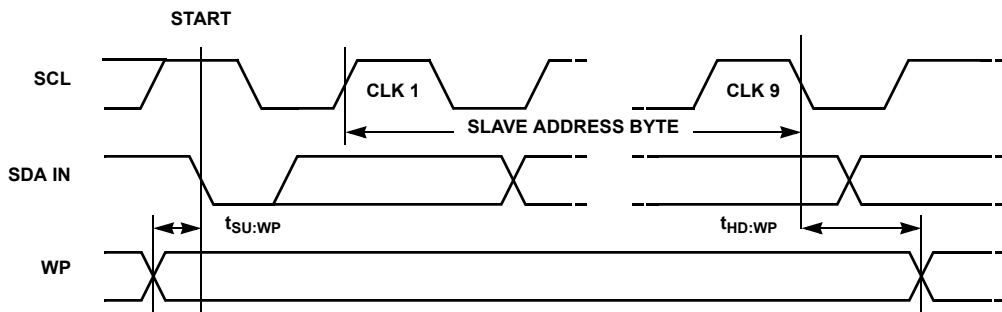 START
SCL
CLK 1
CLK 9
SLAVE ADDRESS BYTE
SDA IN
tSU:WP
tHD:WP
WP